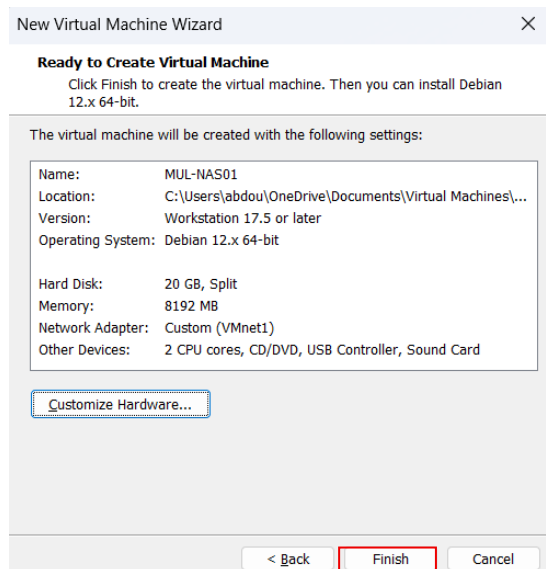 New Virtual Machine Wizard
Ready to Create Virtual Machine
Click Finish to create the virtual machine. Then you can install Debian
12.x 64-bit.
The virtual machine will be created with the following settings:
Name: MUL-NAS01
Location: C:\Users\abdou\OneDrive\Documents\Virtual Machines\...
Version: Workstation 17.5 or later
Operating System: Debian 12.x 64-bit
Hard Disk: 20 GB, Split
Memory: 8192 MB
Network Adapter: Custom (VMnet1)
Other Devices: 2 CPU cores, CD/DVD, USB Controller, Sound Card
Customize Hardware...
< Back Finish Cancel